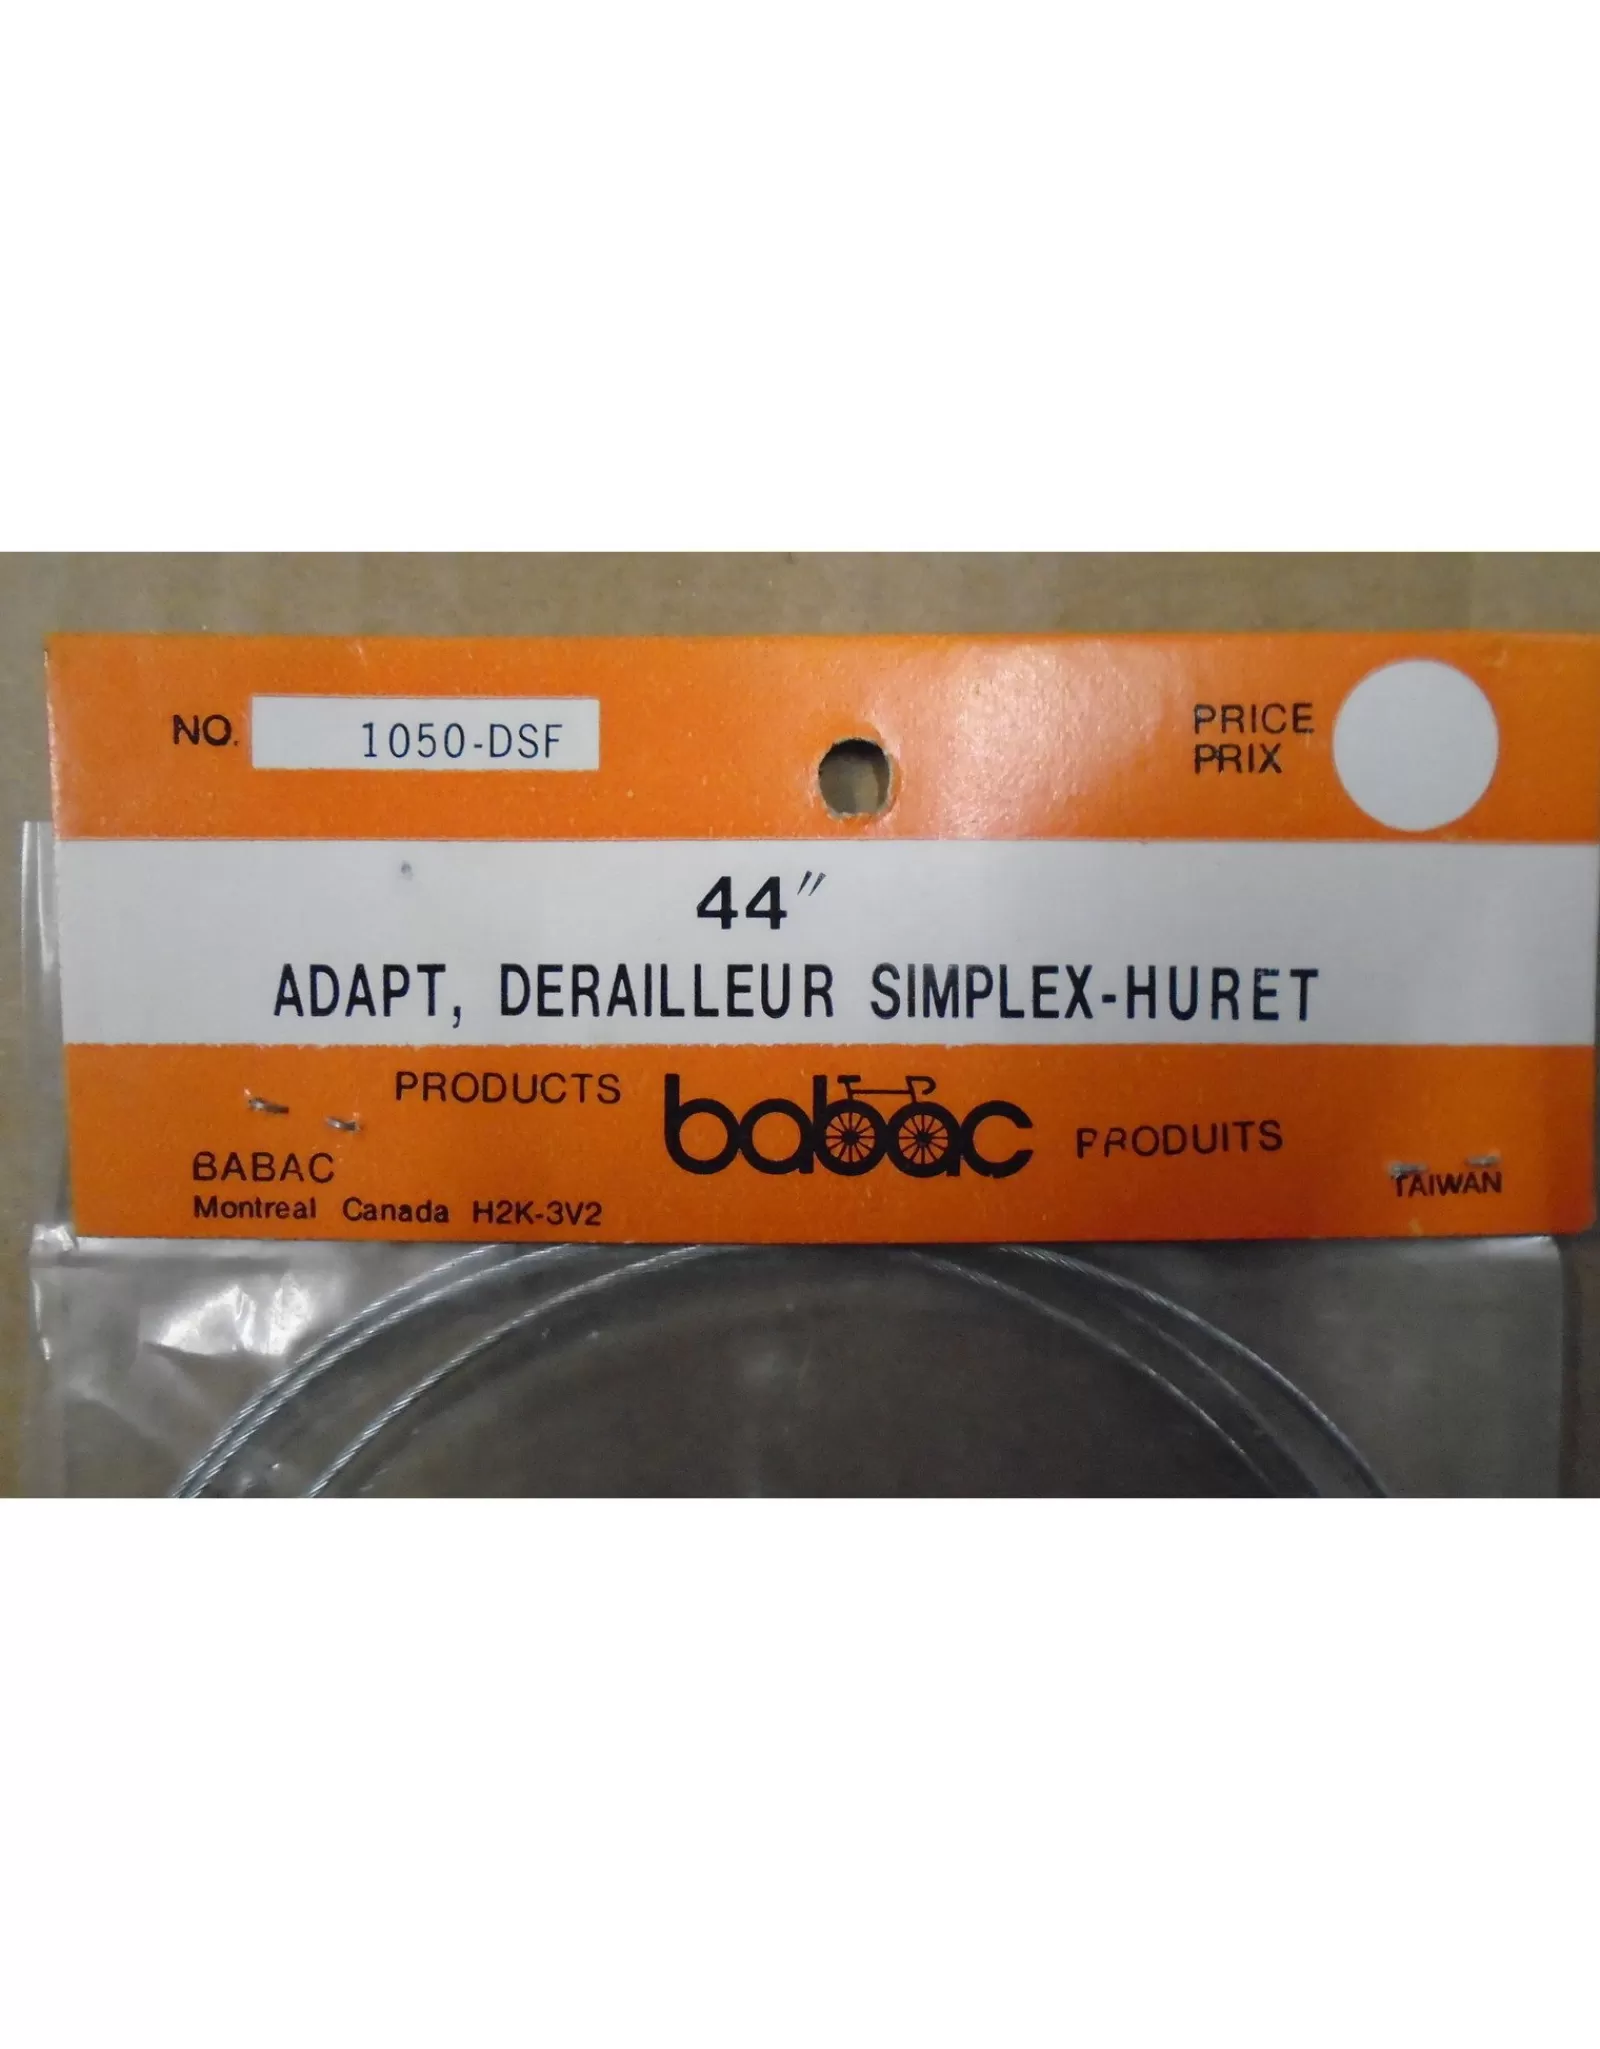 NO. 1050-DSF
PRICE
PRIX
44"
ADAPT, DERAILLEUR SIMPLEX-HURET
PRODUCTS babac PRODUITS
BABAC
Montreal Canada H2K-3V2
TAIWAN